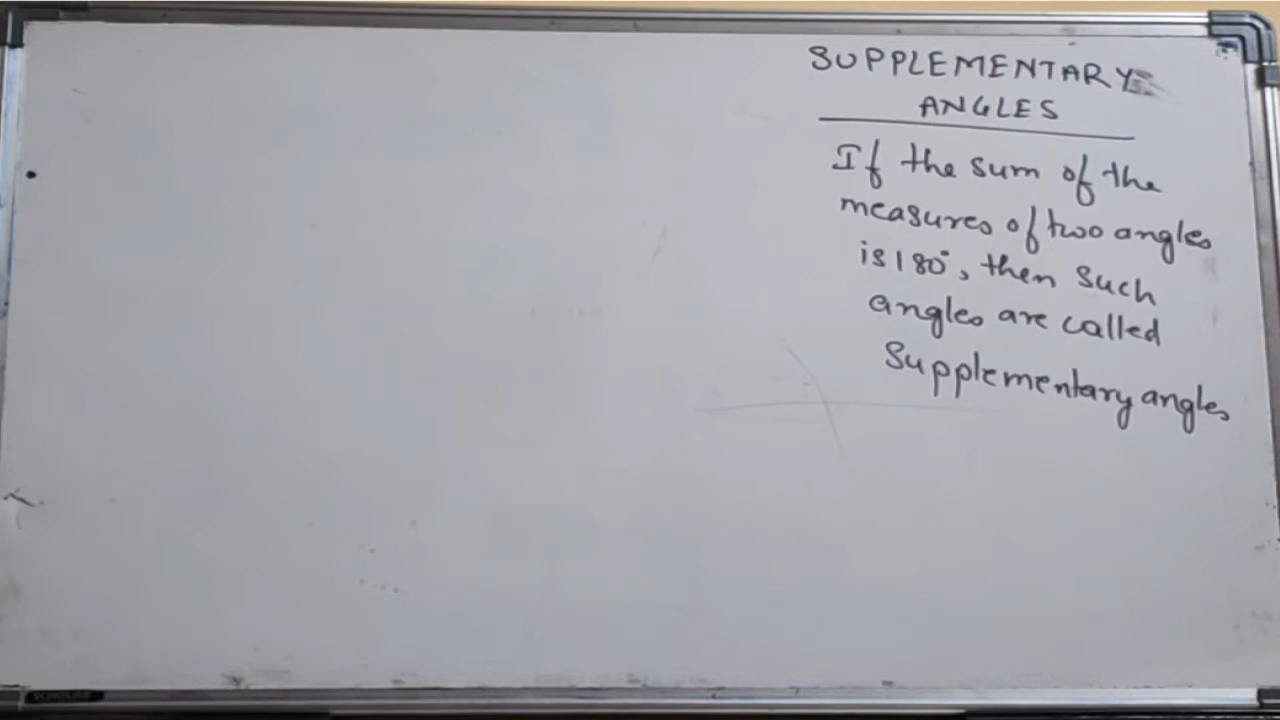 SUPPLEMENTARY
ANGLES
If the sum of the
measures of two angles
is 180°, then such
angles are called
Supplementary angles